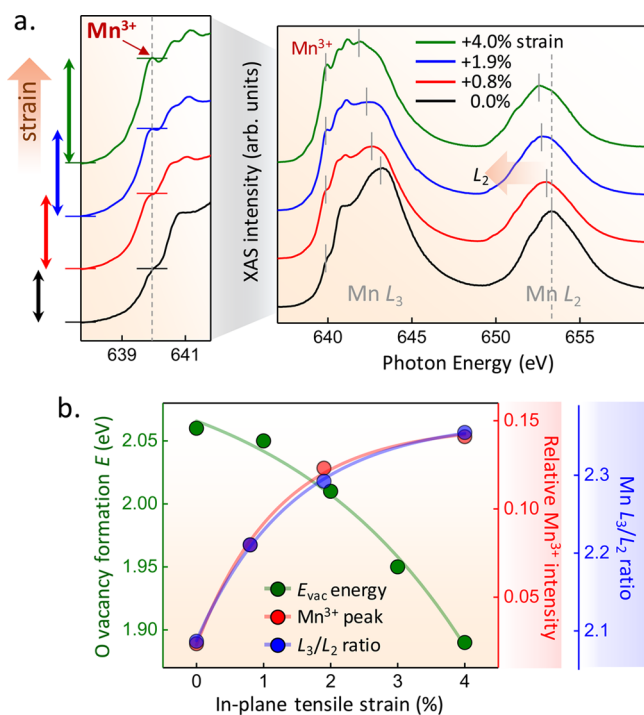 a.
Mn3+
strain
639
641
XAS intensity (arb. units)
Mn3+
+4.0% strain
+1.9%
+0.8%
0.0%
L2
Mn L3
Mn L2
640
645
650
655
Photon Energy (eV)
b.
O vacancy formation E (eV)
2.05
2.00
1.95
1.90
Evac energy
Mn3+ peak
L3/L2 ratio
0
1
2
3
4
In-plane tensile strain (%)
0.15
0.10
0.05
Relative Mn3+ intensity
2.3
2.2
2.1
Mn L3/L2 ratio